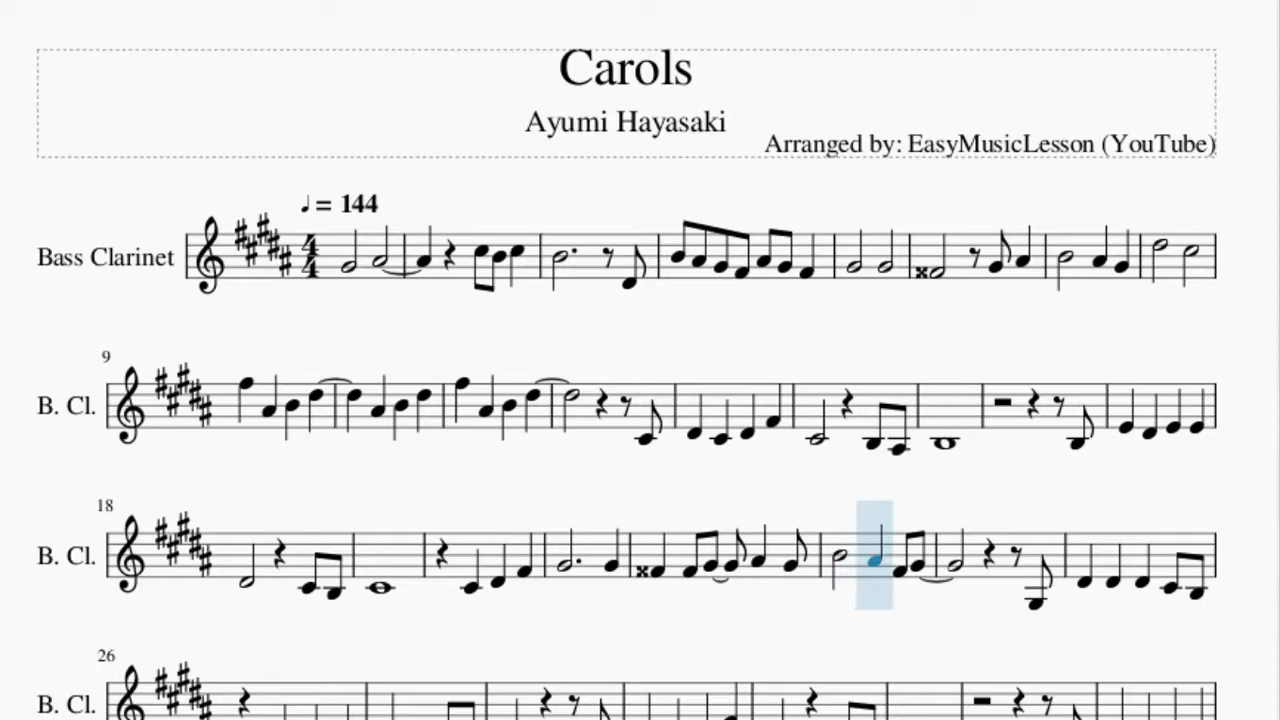 Carols
Ayumi Hayasaki
Arranged by: EasyMusicLesson (YouTube)
♩ = 144
Bass Clarinet
4
4
9
B. Cl.
18
B. Cl.
26
B. Cl.